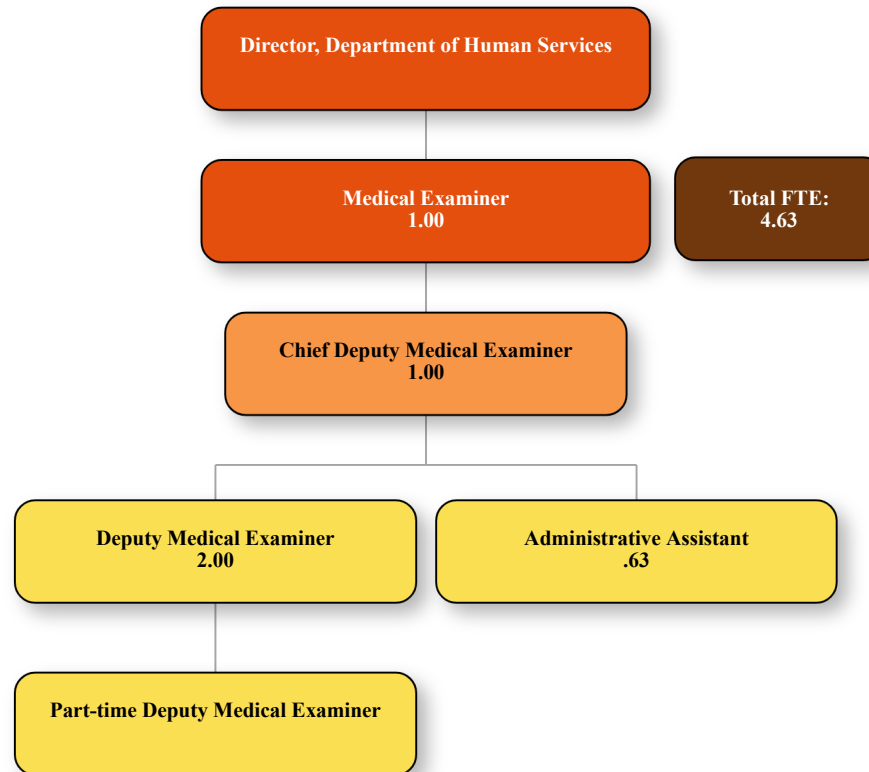 Director, Department of Human Services
Medical Examiner
1.00
Total FTE:
4.63
Chief Deputy Medical Examiner
1.00
Deputy Medical Examiner
2.00
Administrative Assistant
.63
Part-time Deputy Medical Examiner